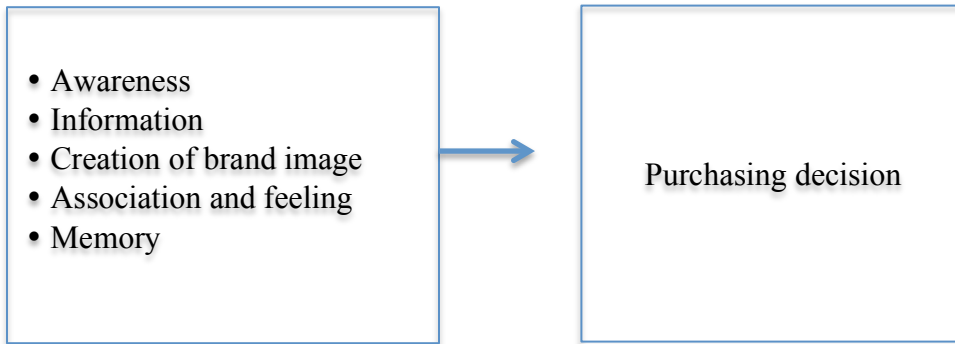 • Awareness
• Information
• Creation of brand image
• Association and feeling
• Memory
Purchasing decision